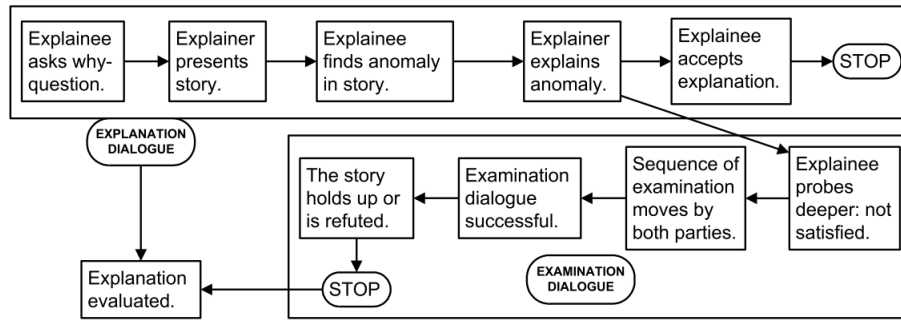 Explainee
asks why-
question.
Explainer
presents
story.
Explainee
finds anomaly
in story.
Explainer
explains
anomaly.
Explainee
accepts
explanation.
STOP
EXPLANATION
DIALOGUE
The story
holds up or
is refuted.
Examination
dialogue
successful.
Sequence of
examination
moves by
both parties.
Explainee
probes
deeper: not
satisfied.
Explanation
evaluated.
STOP
EXAMINATION
DIALOGUE